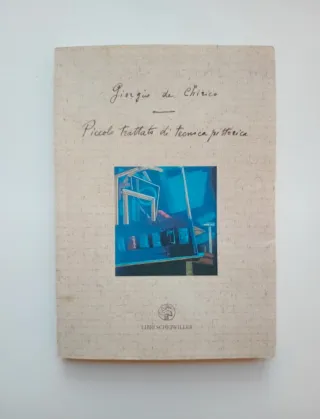 Giorgio de Chirico
Piccolo trattato di tecnica pittorica
LIBRI SCHEIWILLER